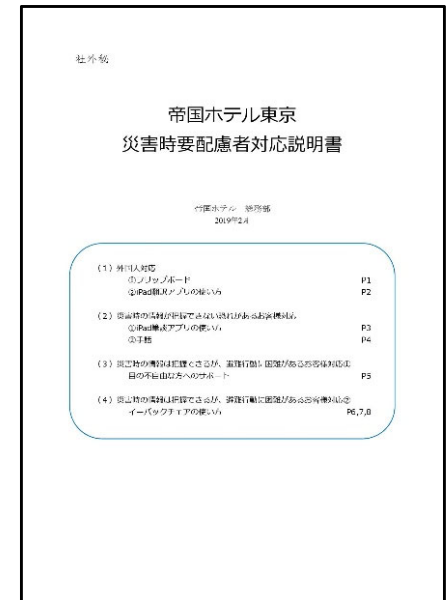 社外秘
帝国ホテル東京
災害時要配慮者対応説明書
帝国ホテル 総務部
2019年2.4
(1)外国人対応
①フリップボード P1
②iPad翻訳アプリの使い方 P2
(2)災害時の情報が把握できない恐れがあるお客様対応
①iPad筆談アプリの使い方 P3
②手話 P4
(3)災害時の情報は把握できるが、避難行動に困難があるお客様対応①
目の不自由な方へのサポート P5
(4)災害時の情報は把握できるが、避難行動に困難があるお客様対応②
イーバックチェアの使い方 P6,7,8